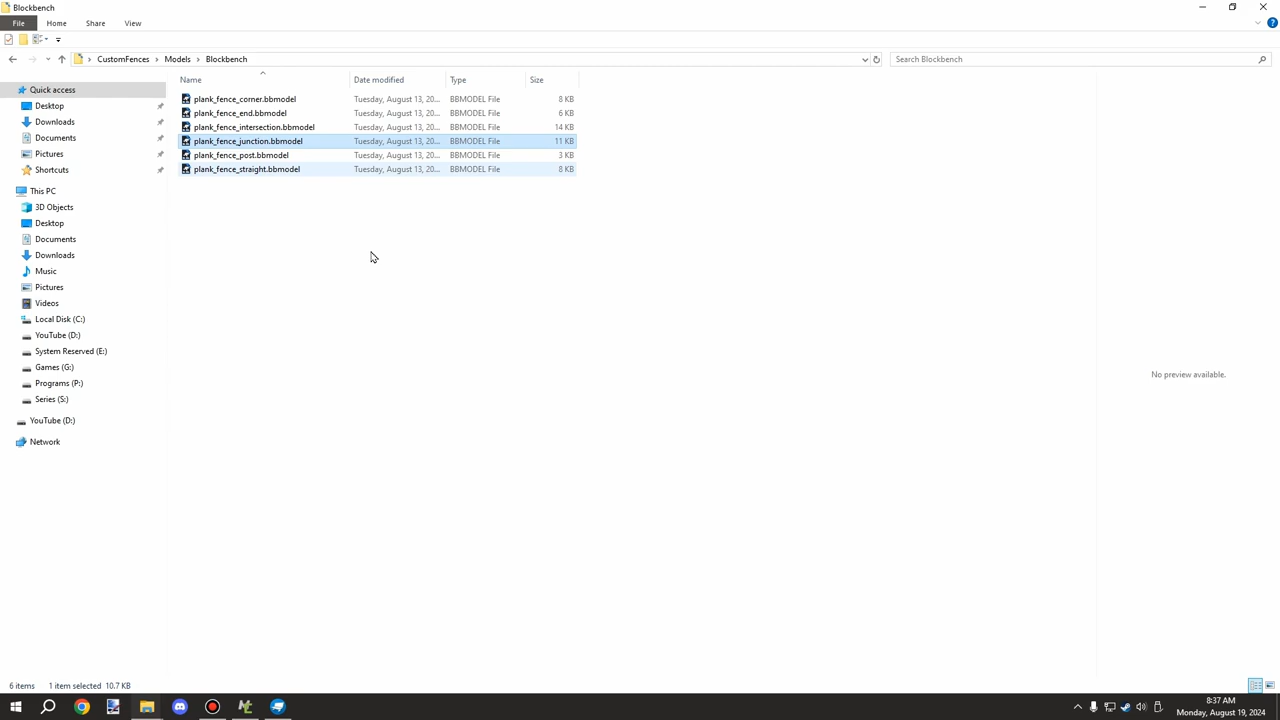 Blockbench
File Home Share View
CustomFences Models Blockbench Search Blockbench
Name Date modified Type Size
Quick access
Desktop
Downloads
Documents
Pictures
Shortcuts
This PC
3D Objects
Desktop
Documents
Downloads
Music
Pictures
Videos
Local Disk (C:)
YouTube (D:)
System Reserved (E:)
Games (G:)
Programs (P:)
Series (S:)
YouTube (D:)
Network
plank_fence_corner.bbmodel Tuesday, August 13, 20... BBMODEL File 8 KB
plank_fence_end.bbmodel Tuesday, August 13, 20... BBMODEL File 6 KB
plank_fence_intersection.bbmodel Tuesday, August 13, 20... BBMODEL File 14 KB
plank_fence_junction.bbmodel Tuesday, August 13, 20... BBMODEL File 11 KB
plank_fence_post.bbmodel Tuesday, August 13, 20... BBMODEL File 3 KB
plank_fence_straight.bbmodel Tuesday, August 13, 20... BBMODEL File 8 KB
No preview available.
6 items 1 item selected 10.7 KB
8:37 AM
Monday, August 19, 2024